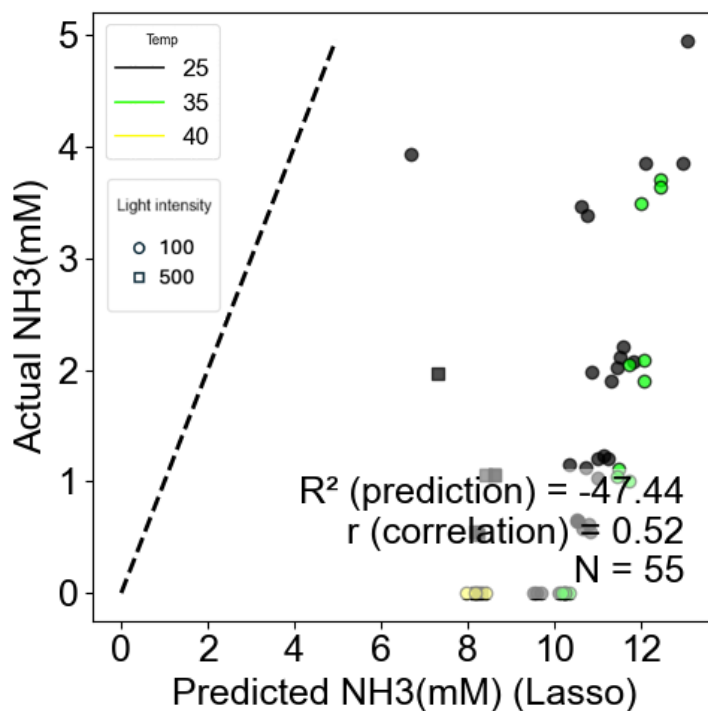 5
4
3
2
1
0
Actual NH3(mM)
Temp
25
35
40
Light intensity
100
500
R² (prediction) = -47.44
r (correlation) = 0.52
N = 55
0 2 4 6 8 10 12
Predicted NH3(mM) (Lasso)